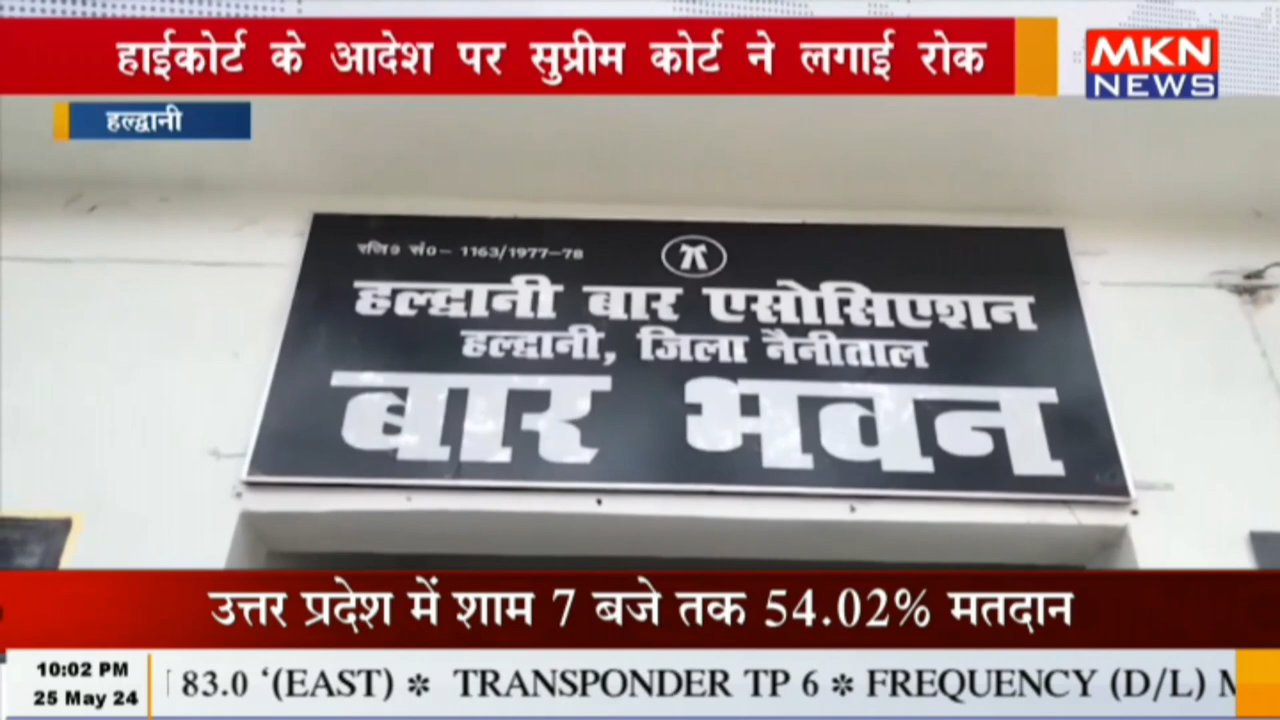 हाईकोर्ट के आदेश पर सुप्रीम कोर्ट ने लगाई रोक
MKN
NEWS
हल्द्वानी
रजि० सं०- 1163/1977-78
हल्द्वानी बार एसोसिएशन
हल्द्वानी, जिला नैनीताल
बार भवन
उत्तर प्रदेश में शाम 7 बजे तक 54.02% मतदान
10:02 PM
25 May 24
83.0 ‘(EAST) * TRANSPONDER TP 6 * FREQUENCY (D/L)